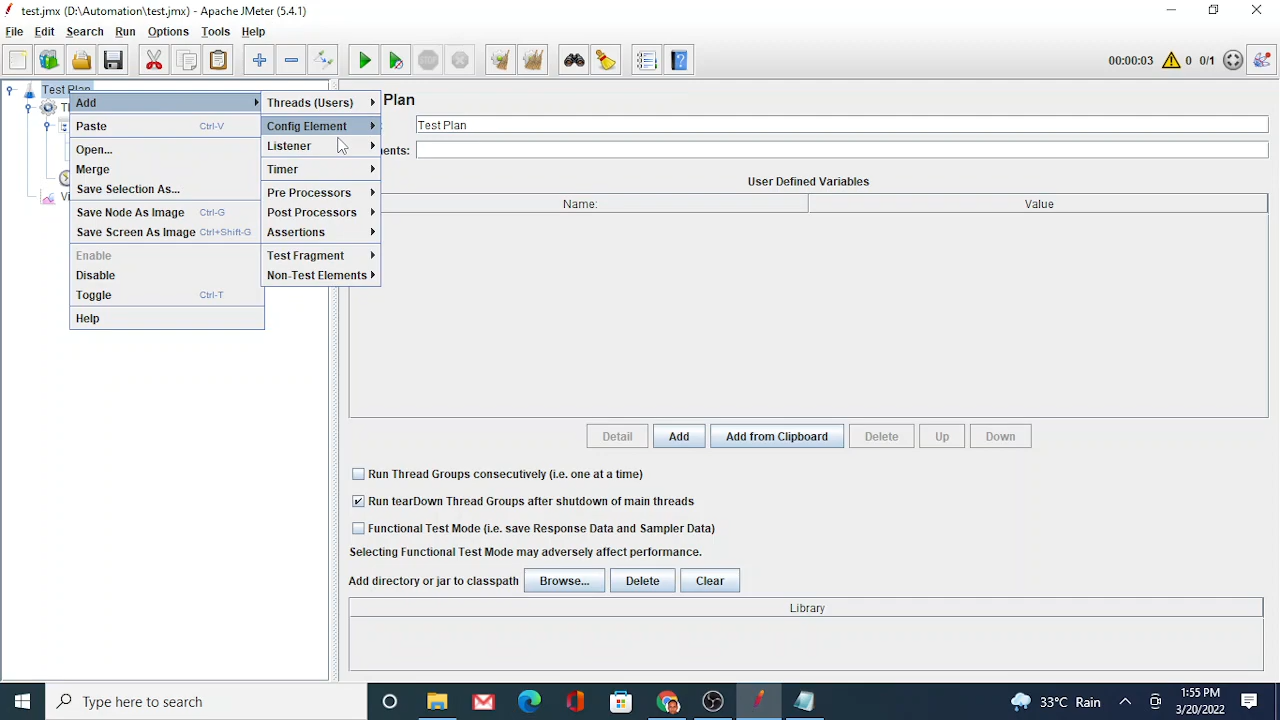 test.jmx (D:\Automation\test.jmx) - Apache JMeter (5.4.1)
File Edit Search Run Options Tools Help
00:00:03 0 0/1
Test Plan
Add
Paste Ctrl-V
Open...
Merge
Save Selection As...
Save Node As Image Ctrl-G
Save Screen As Image Ctrl+Shift-G
Enable
Disable
Toggle Ctrl-T
Help
Threads (Users)
Config Element
Listener
Timer
Pre Processors
Post Processors
Assertions
Test Fragment
Non-Test Elements
Plan
Test Plan
ents:
User Defined Variables
Name: Value
Detail Add Add from Clipboard Delete Up Down
Run Thread Groups consecutively (i.e. one at a time)
Run tearDown Thread Groups after shutdown of main threads
Functional Test Mode (i.e. save Response Data and Sampler Data)
Selecting Functional Test Mode may adversely affect performance.
Add directory or jar to classpath Browse... Delete Clear
Library
Type here to search
33°C Rain
1:55 PM
3/20/2022